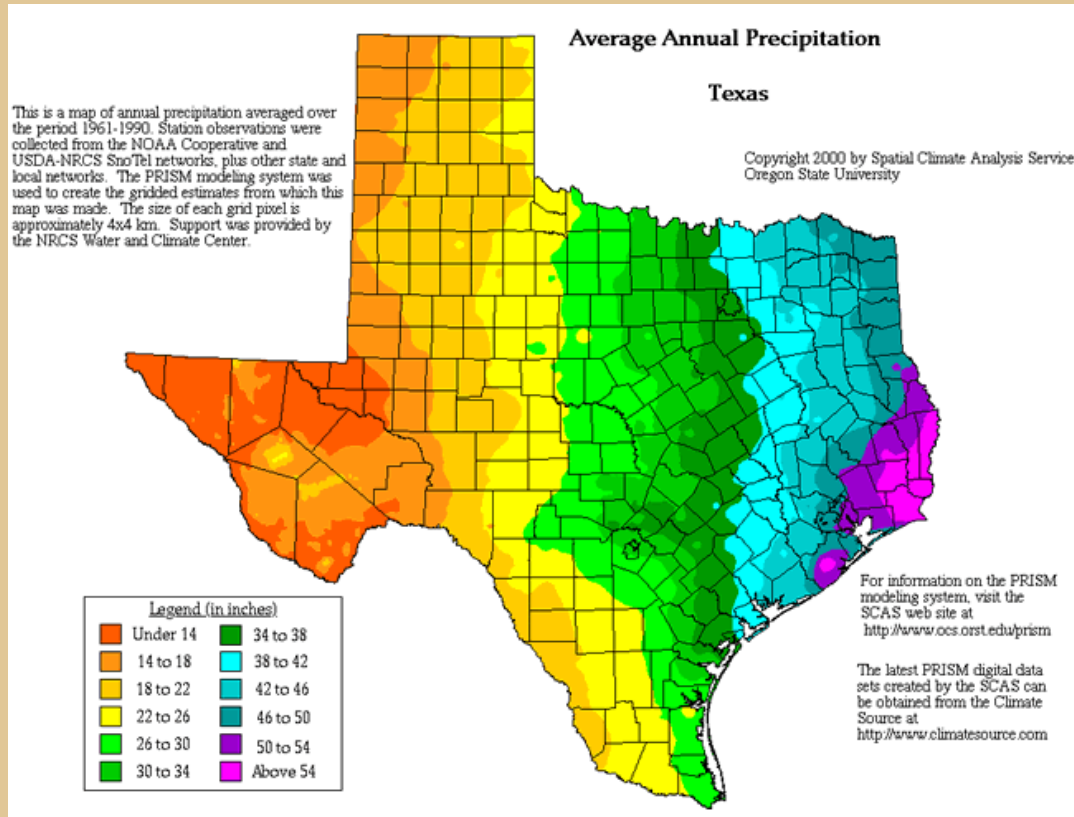 Average Annual Precipitation
Texas
This is a map of annual precipitation averaged over
the period 1961-1990. Station observations were
collected from the NOAA Cooperative and
USDA-NRCS SnoTel networks, plus other state and
local networks. The PRISM modeling system was
used to create the gridded estimates from which this
map was made. The size of each grid pixel is
approximately 4x4 km. Support was provided by
the NRCS Water and Climate Center.
Copyright 2000 by Spatial Climate Analysis Service
Oregon State University
Legend (in inches)
Under 14
14 to 18
18 to 22
22 to 26
26 to 30
30 to 34
34 to 38
38 to 42
42 to 46
46 to 50
50 to 54
Above 54
For information on the PRISM
modeling system, visit the
SCAS web site at
http://www.ocs.orst.edu/prism
The latest PRISM digital data
sets created by the SCAS can
be obtained from the Climate
Source at
http://www.climatesource.com